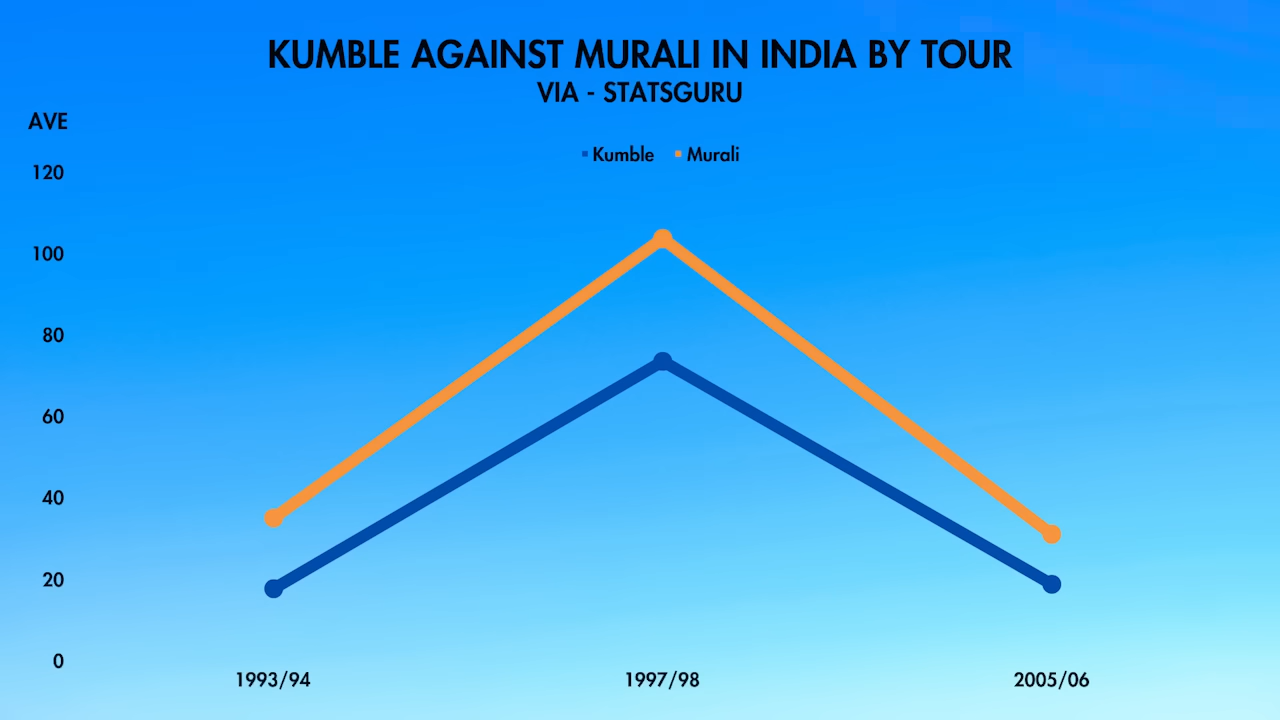 KUMBLE AGAINST MURALI IN INDIA BY TOUR
VIA - STATSGURU
AVE
Kumble Murali
120
100
80
60
40
20
0
1993/94 1997/98 2005/06